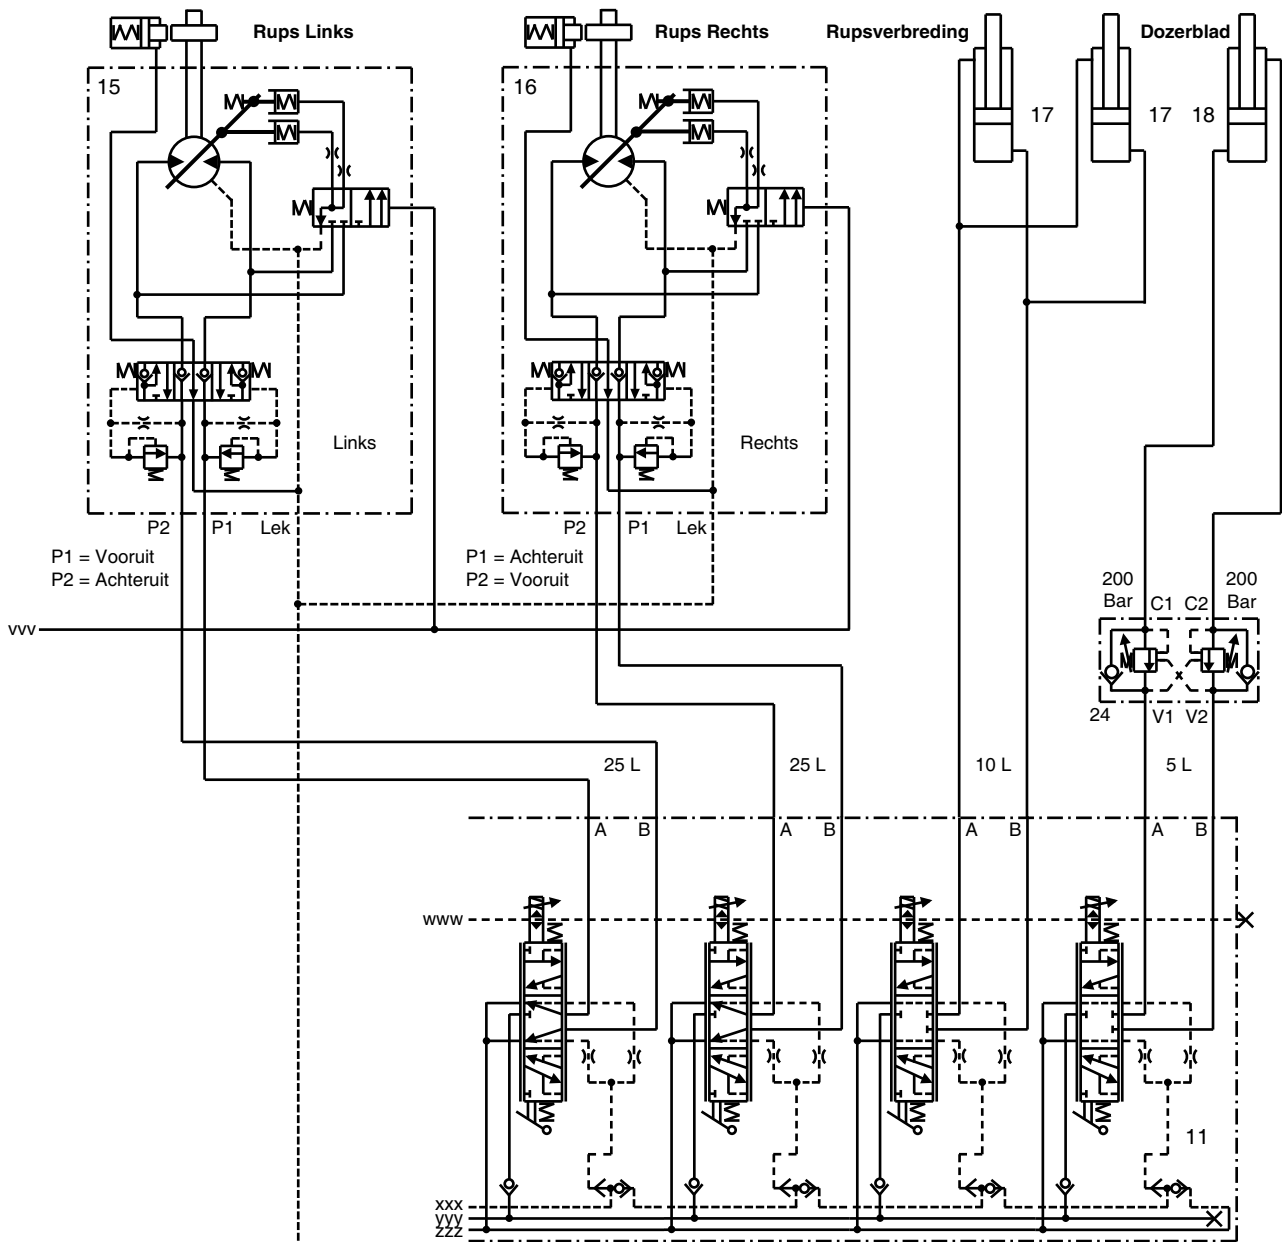 Rups Links
Rups Rechts
Rupsverbreding
Dozerblad
15
16
17
17
18
Links
Rechts
P2
P1
Lek
P2
P1
Lek
P1 = Vooruit
P2 = Achteruit
P1 = Achteruit
P2 = Vooruit
200
Bar
C1
C2
200
Bar
vvv
24
V1
V2
25 L
25 L
10 L
5 L
A
B
A
B
A
B
A
B
www
11
xxx
yyy
zzz